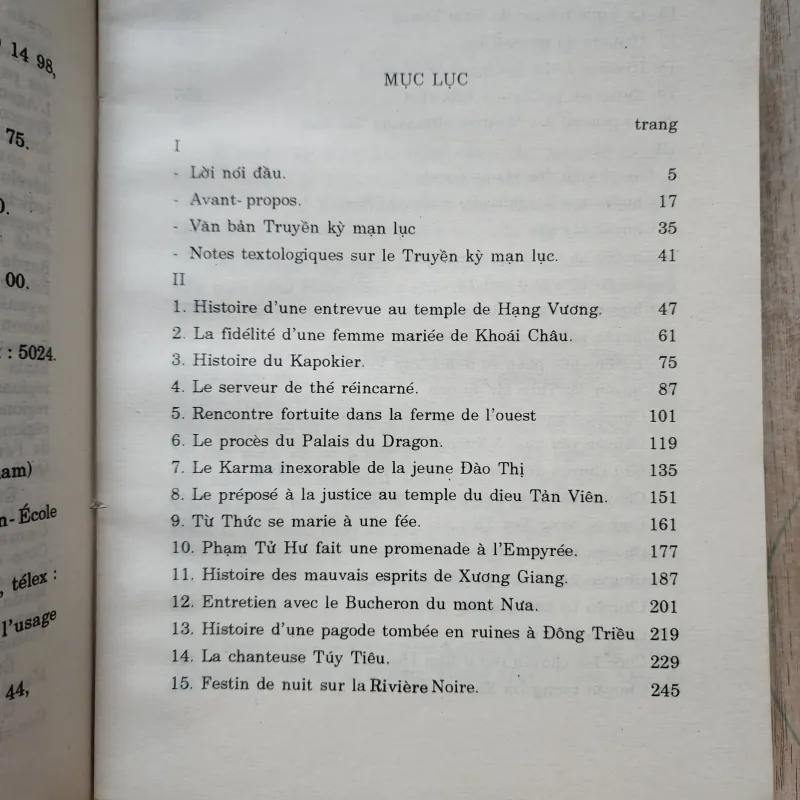 14 98,
75.
0.
00.
: 5024.
am)
n- École
, télex :
l'usage
44,
MỤC LỤC
trang
I
- Lời nói đầu. 5
- Avant- propos. 17
- Văn bản Truyền kỳ mạn lục 35
- Notes textologiques sur le Truyền kỳ mạn lục. 41
II
1. Histoire d'une entrevue au temple de Hạng Vương. 47
2. La fidélité d'une femme mariée de Khoái Châu. 61
3. Histoire du Kapokier. 75
4. Le serveur de thé réincarné. 87
5. Rencontre fortuite dans la ferme de l'ouest 101
6. Le procès du Palais du Dragon. 119
7. Le Karma inexorable de la jeune Đào Thị 135
8. Le préposé à la justice au temple du dieu Tản Viên. 151
9. Từ Thức se marie à une fée. 161
10. Phạm Tử Hư fait une promenade à l'Empyrée. 177
11. Histoire des mauvais esprits de Xương Giang. 187
12. Entretien avec le Bucheron du mont Nưa. 201
13. Histoire d'une pagode tombée en ruines à Đông Triều 219
14. La chanteuse Túy Tiêu. 229
15. Festin de nuit sur la Rivière Noire. 245